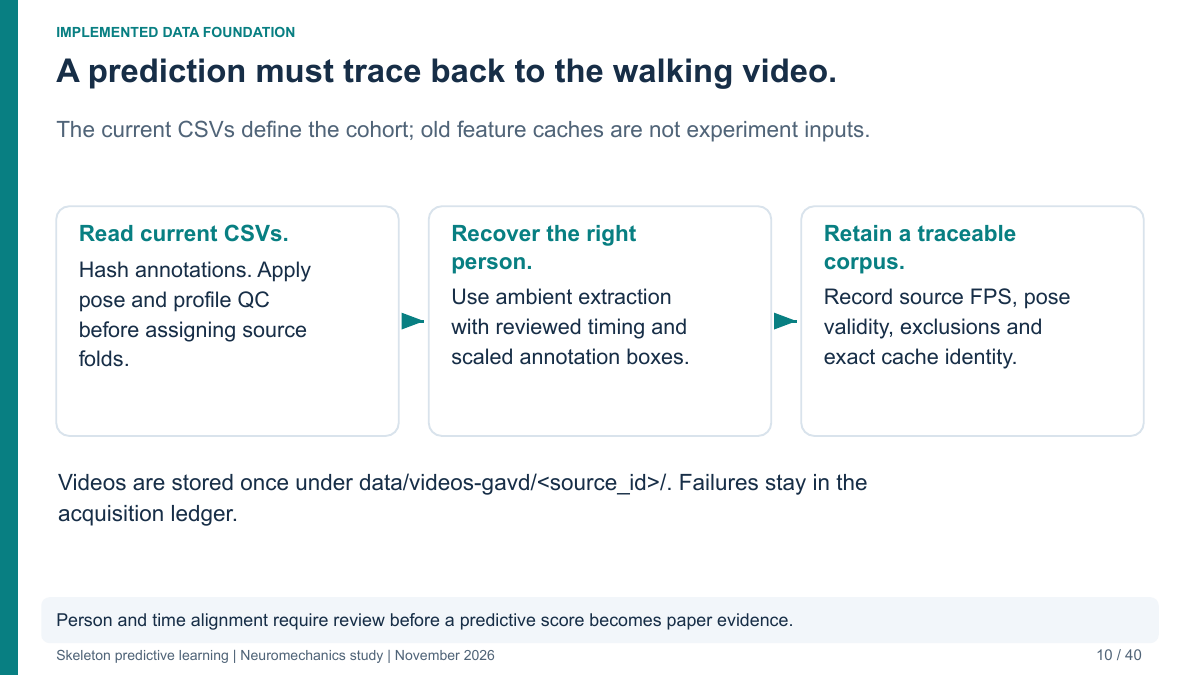 IMPLEMENTED DATA FOUNDATION
A prediction must trace back to the walking video.
The current CSVs define the cohort; old feature caches are not experiment inputs.
Read current CSVs.
Hash annotations. Apply
pose and profile QC
before assigning source
folds.
Recover the right
person.
Use ambient extraction
with reviewed timing and
scaled annotation boxes.
Retain a traceable
corpus.
Record source FPS, pose
validity, exclusions and
exact cache identity.
Videos are stored once under data/videos-gavd/<source_id>/. Failures stay in the
acquisition ledger.
Person and time alignment require review before a predictive score becomes paper evidence.
Skeleton predictive learning | Neuromechanics study | November 2026
10 / 40